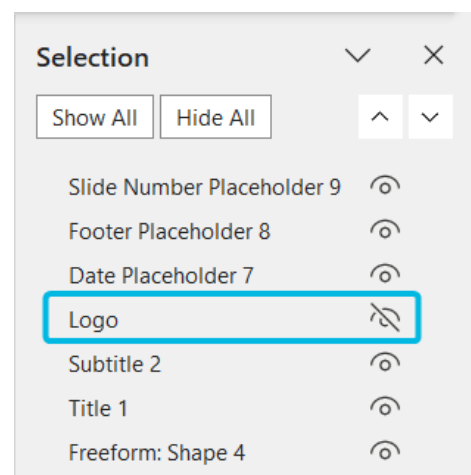 Selection
Show All Hide All
Slide Number Placeholder 9
Footer Placeholder 8
Date Placeholder 7
Logo
Subtitle 2
Title 1
Freeform: Shape 4